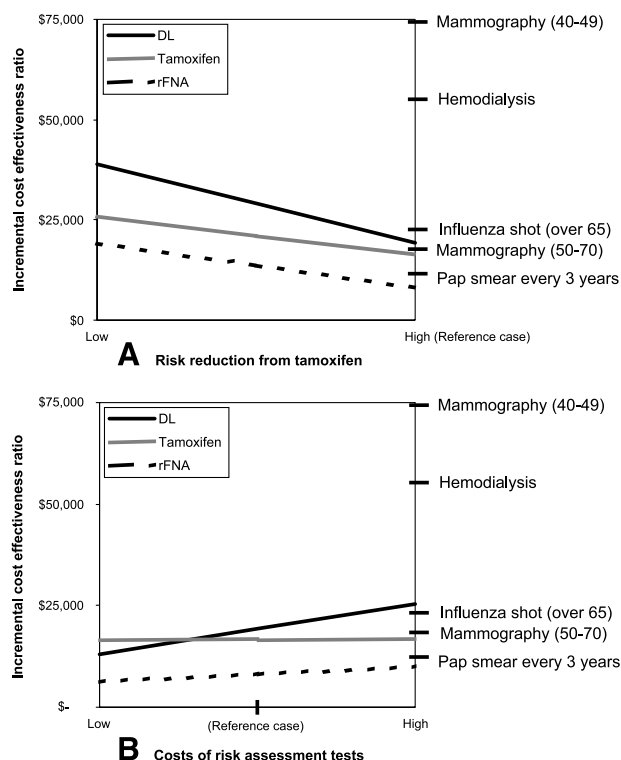 $75,000
Mammography (40-49)
DL
Tamoxifen
rFNA
Incremental cost effectiveness ratio
Hemodialysis
$50,000
$25,000
Influenza shot (over 65)
Mammography (50-70)
Pap smear every 3 years
$0
Low
High (Reference case)
A Risk reduction from tamoxifen
$75,000
Mammography (40-49)
DL
Tamoxifen
rFNA
Incremental cost effectiveness ratio
Hemodialysis
$50,000
$25,000
Influenza shot (over 65)
Mammography (50-70)
Pap smear every 3 years
$-
Low
(Reference case)
High
B Costs of risk assessment tests